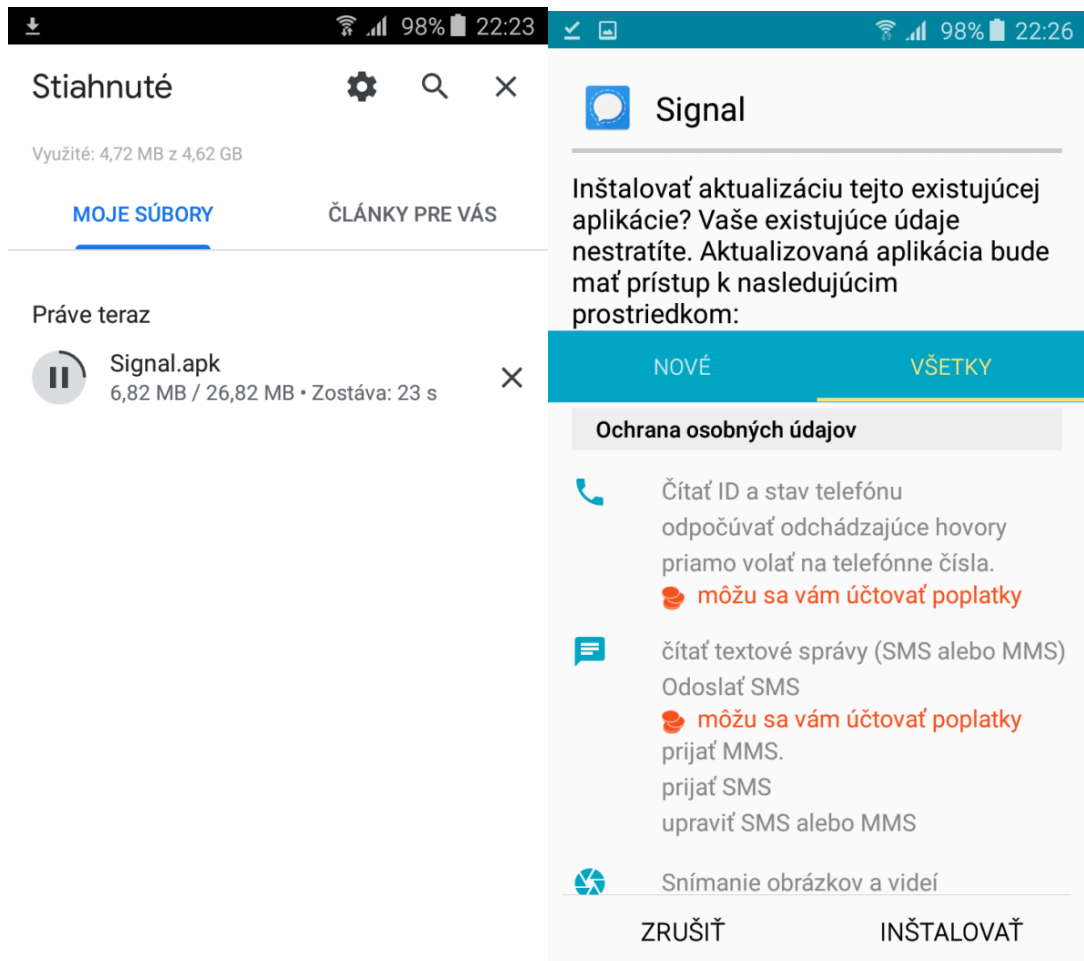 98% 22:23
Stiahnuté
Využité: 4,72 MB z 4,62 GB
MOJE SÚBORY
ČLÁNKY PRE VÁS
Práve teraz
Signal.apk
6,82 MB / 26,82 MB • Zostáva: 23 s
98% 22:26
Signal
Inštalovať aktualizáciu tejto existujúcej
aplikácie? Vaše existujúce údaje
nestratíte. Aktualizovaná aplikácia bude
mať prístup k nasledujúcim
prostriedkom:
NOVÉ
VŠETKY
Ochrana osobných údajov
Čítať ID a stav telefónu
odpočúvať odchádzajúce hovory
priamo volať na telefónne čísla.
môžu sa vám účtovať poplatky
čítať textové správy (SMS alebo MMS)
Odoslať SMS
môžu sa vám účtovať poplatky
prijať MMS.
prijať SMS
upraviť SMS alebo MMS
Snímanie obrázkov a videí
ZRUŠIŤ
INŠTALOVAŤ